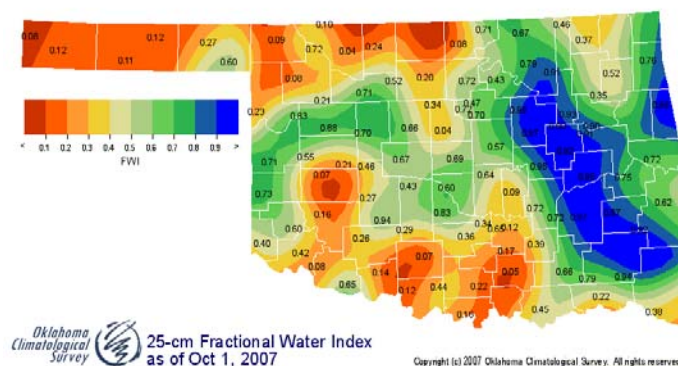 0.10 0.46
0.08 0.12 0.12 0.27 0.09 0.72 0.04 0.24 0.08 0.71 0.67 0.37
0.11 0.60 0.79 0.91 0.76
0.08 0.52 0.20 0.72 0.43 0.52
0.23 0.21 0.71 0.34 0.47 0.35
0.63 0.70
0.68 0.70 0.66 0.04
0.57
< 0.1 0.2 0.3 0.4 0.5 0.6 0.7 0.8 0.9 >
FWI
0.71 0.55 0.21 0.46 0.67 0.69 0.95 0.72
0.07 0.64 0.75
0.73 0.27 0.43 0.60 0.09 0.62
0.16 0.94 0.83 0.72 0.73
0.60 0.29 0.34 0.12
0.40 0.26 0.36 0.39
0.42 0.07 0.17
0.08 0.14 0.05 0.66 0.79 0.94
0.65 0.12 0.44 0.22 0.22
0.16 0.45 0.38
Oklahoma
Climatological
Survey
25-cm Fractional Water Index
as of Oct 1, 2007
Copyright (c) 2007 Oklahoma Climatological Survey. All rights reserved.